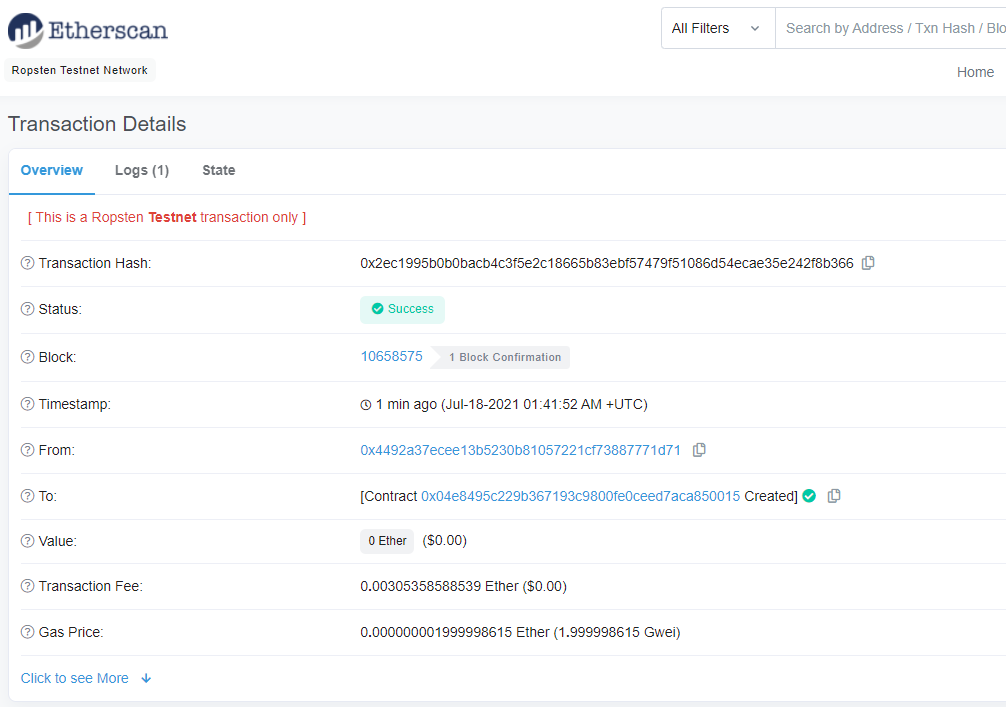 Etherscan
All Filters
Search by Address / Txn Hash / Blo
Ropsten Testnet Network
Home
Transaction Details
Overview Logs (1) State
[ This is a Ropsten Testnet transaction only ]
Transaction Hash: 0x2ec1995b0b0bacb4c3f5e2c18665b83ebf57479f51086d54ecae35e242f8b366
Status: Success
Block: 10658575 1 Block Confirmation
Timestamp: 1 min ago (Jul-18-2021 01:41:52 AM +UTC)
From: 0x4492a37ecee13b5230b81057221cf73887771d71
To: [Contract 0x04e8495c229b367193c9800fe0ceed7aca850015 Created]
Value: 0 Ether ($0.00)
Transaction Fee: 0.00305358588539 Ether ($0.00)
Gas Price: 0.000000001999998615 Ether (1.999998615 Gwei)
Click to see More